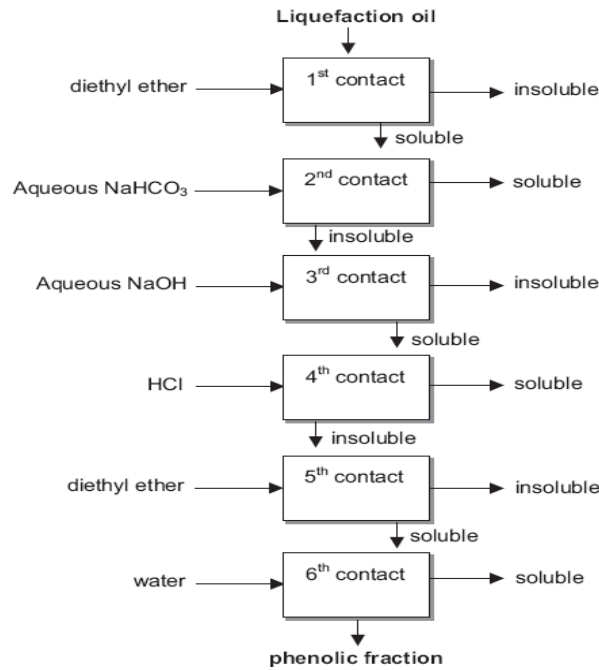 Liquefaction oil
diethyl ether
1st contact
insoluble
soluble
Aqueous NaHCO3
2nd contact
soluble
insoluble
Aqueous NaOH
3rd contact
insoluble
soluble
HCl
4th contact
soluble
insoluble
diethyl ether
5th contact
insoluble
soluble
water
6th contact
soluble
phenolic fraction